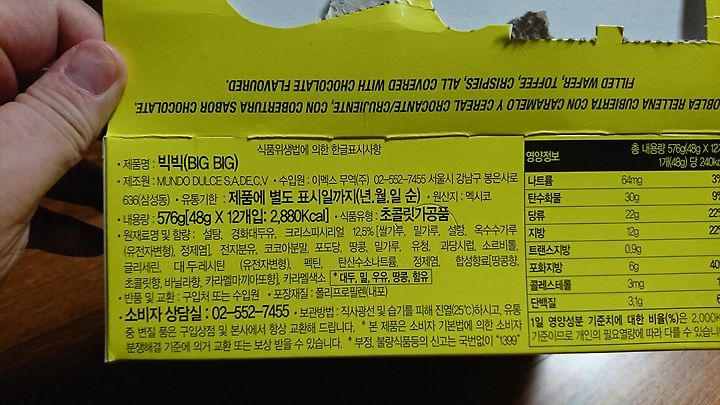 FILLED WAFER, TOFFEE, CRISPIES, ALL COVERED WITH CHOCOLATE FLAVOURED.
OBLEA RELLENA CUBIERTA CON CARAMELO Y CEREAL CROCANTE/CRUJIENTE, CON COBERTURA SABOR CHOCOLATE.
식품위생법에 의한 한글표시사항
• 제품명 : 빅빅(BIG BIG)
• 제조원 : MUNDO DULCE S.A.DE.C.V • 수입원 : 이멕스 무역(주) 02-552-7455 서울시 강남구 봉은사로
636(삼성동) • 유통기한 : 제품에 별도 표시일까지(년.월.일 순) • 원산지 : 멕시코
• 내용량 : 576g[48g X 12개입: 2,880Kcal] • 식품유형 : 초콜릿가공품
• 원재료명 및 함량 : 설탕, 경화대두유, 크리스피시리얼 12.5% [쌀가루, 밀가루, 설탕, 옥수수가루
(유전자변형), 정제염], 전지분유, 코코아분말, 포도당, 땅콩, 밀가루, 유청, 과당시럽, 소르비톨,
글리세린, 대두레시틴 (유전자변형), 펙틴, 탄산수소나트륨, 정제염, 합성향료[땅콩향,
초콜릿향, 바닐라향, 카라멜마끼아또향], 카라멜색소 * 대두, 밀, 우유, 땅콩, 함유
• 반품 및 교환 : 구입처 또는 수입원 • 포장재질 : 폴리프로필렌(내포)
• 소비자 상담실 : 02-552-7455 • 보관방법 : 직사광선 및 습기를 피해 진열(25℃)하시고, 유통
중 변질 품은 구입상점 및 본사에서 항상 교환해 드립니다. * 본 제품은 소비자 기본법에 의한 소비자
분쟁해결 기준에 의거 교환 또는 보상 받을 수 있습니다. * 부정, 불량식품등의 신고는 국번없이 "1399"
영양정보 총 내용량 576g(48g X 12
1개(48g) 당 240k
나트륨 64mg 3%
탄수화물 30g 9%
당류 22g 22
지방 12g 22
트랜스지방 0.9g
포화지방 6g 40
콜레스테롤 3mg 1
단백질 3.1g 6
1일 영양성분 기준치에 대한 비율(%)은 2,000K
기준이므로 개인의 필요열량에 따라 다를 수 있습니